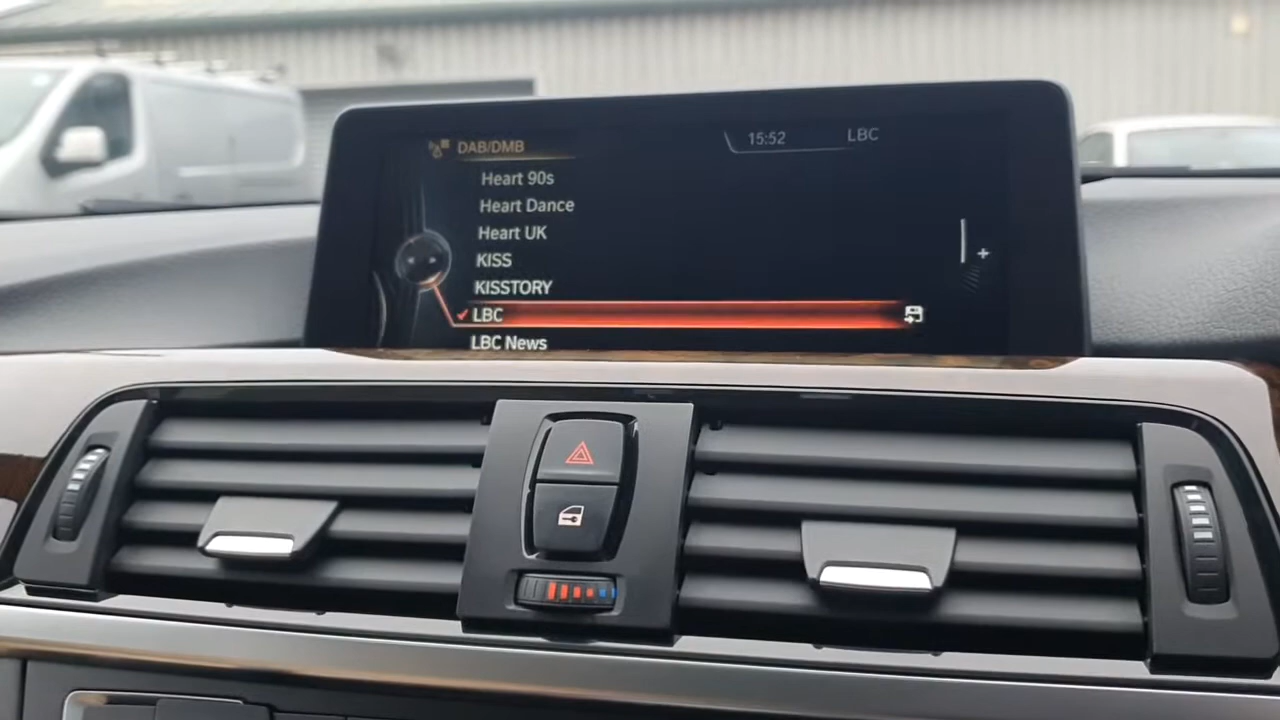 DAB/DMB
15:52 LBC
Heart 90s
Heart Dance
Heart UK
KISS
KISSTORY
LBC
LBC News